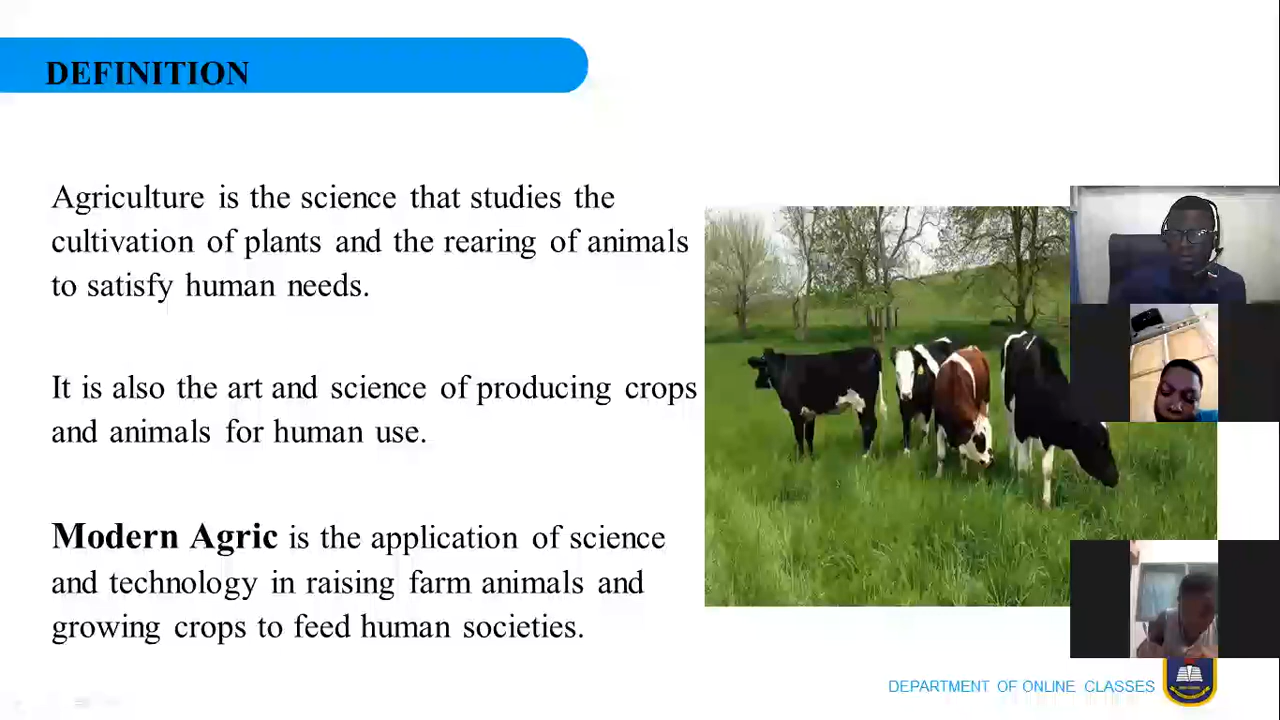 DEFINITION
Agriculture is the science that studies the
cultivation of plants and the rearing of animals
to satisfy human needs.
It is also the art and science of producing crops
and animals for human use.
Modern Agric is the application of science
and technology in raising farm animals and
growing crops to feed human societies.
DEPARTMENT OF ONLINE CLASSES